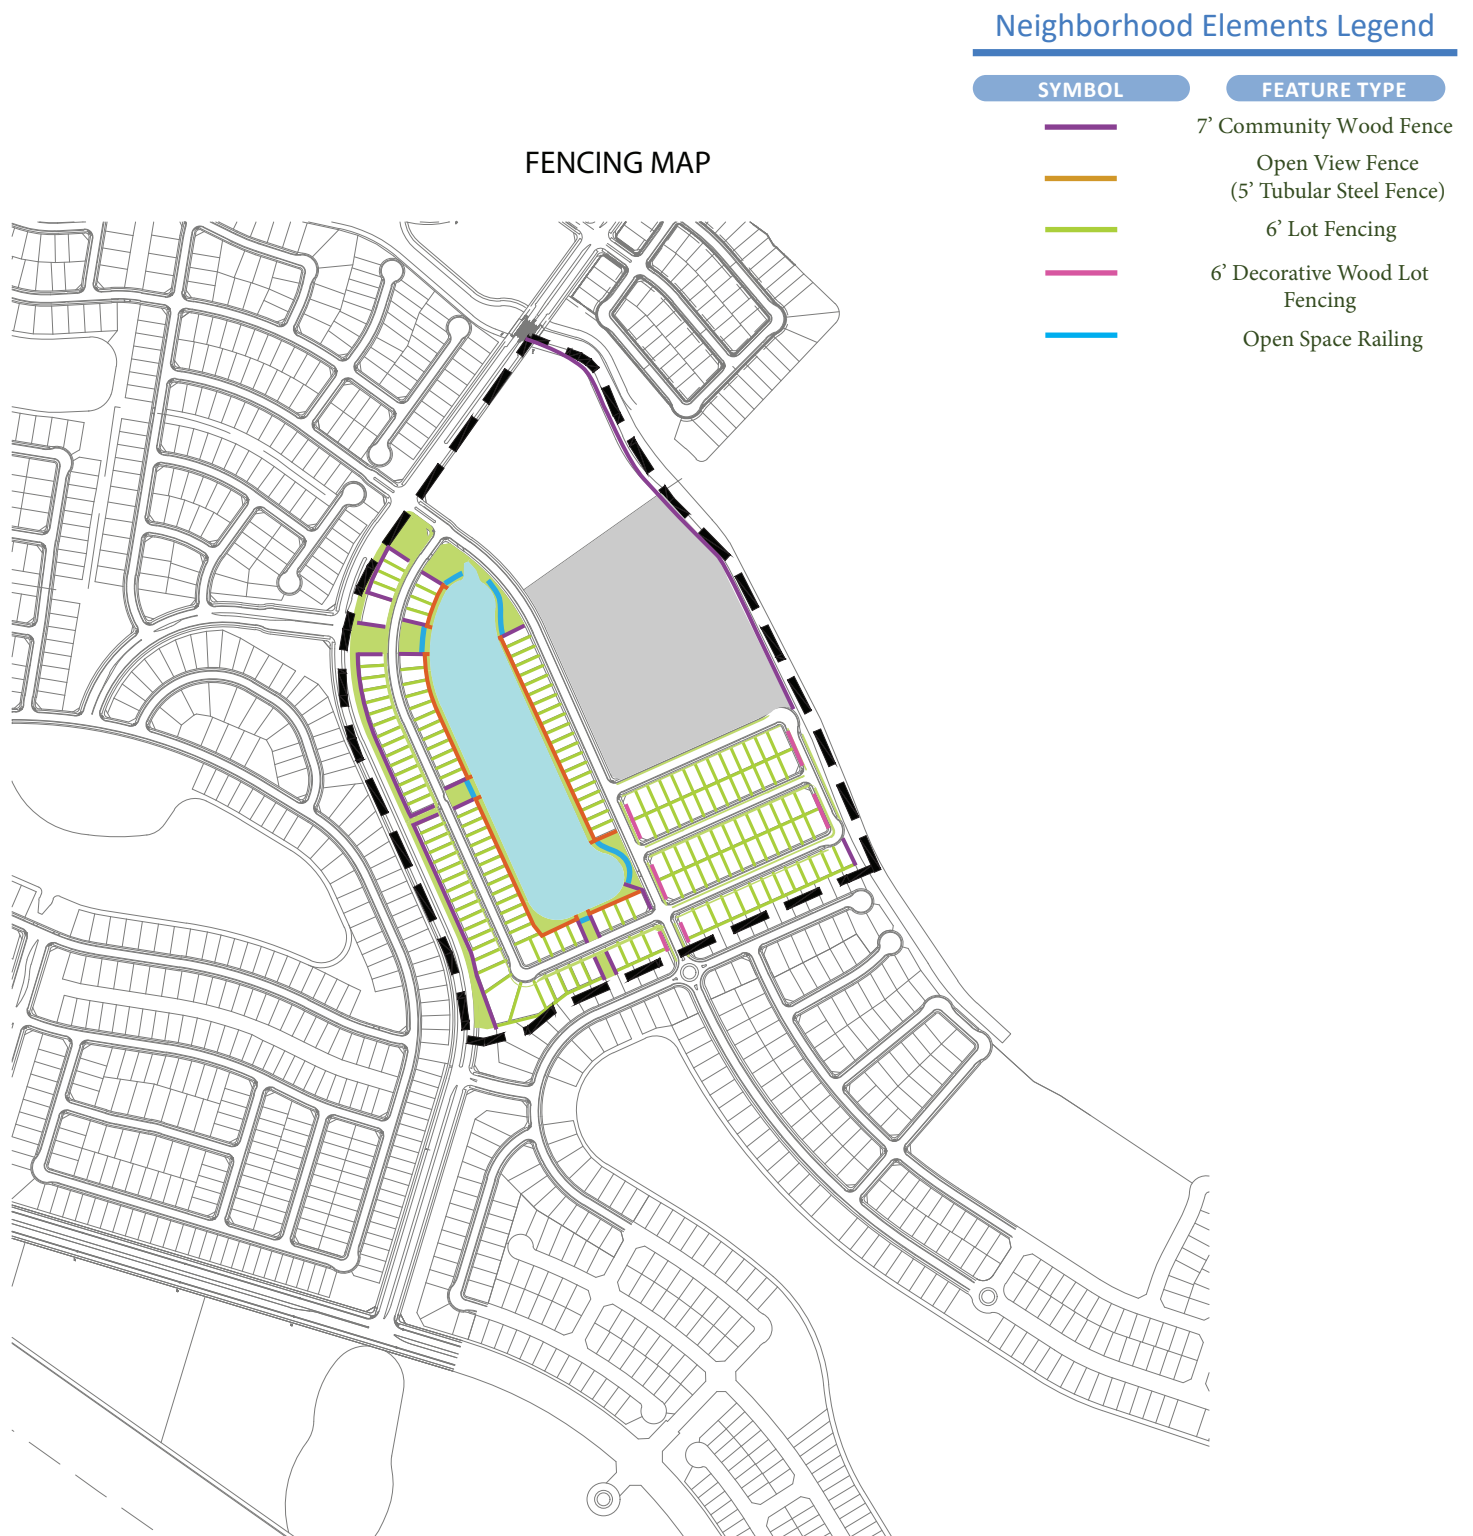 Neighborhood Elements Legend
SYMBOL
FEATURE TYPE
7’ Community Wood Fence
Open View Fence
(5’ Tubular Steel Fence)
6’ Lot Fencing
6’ Decorative Wood Lot
Fencing
Open Space Railing
FENCING MAP